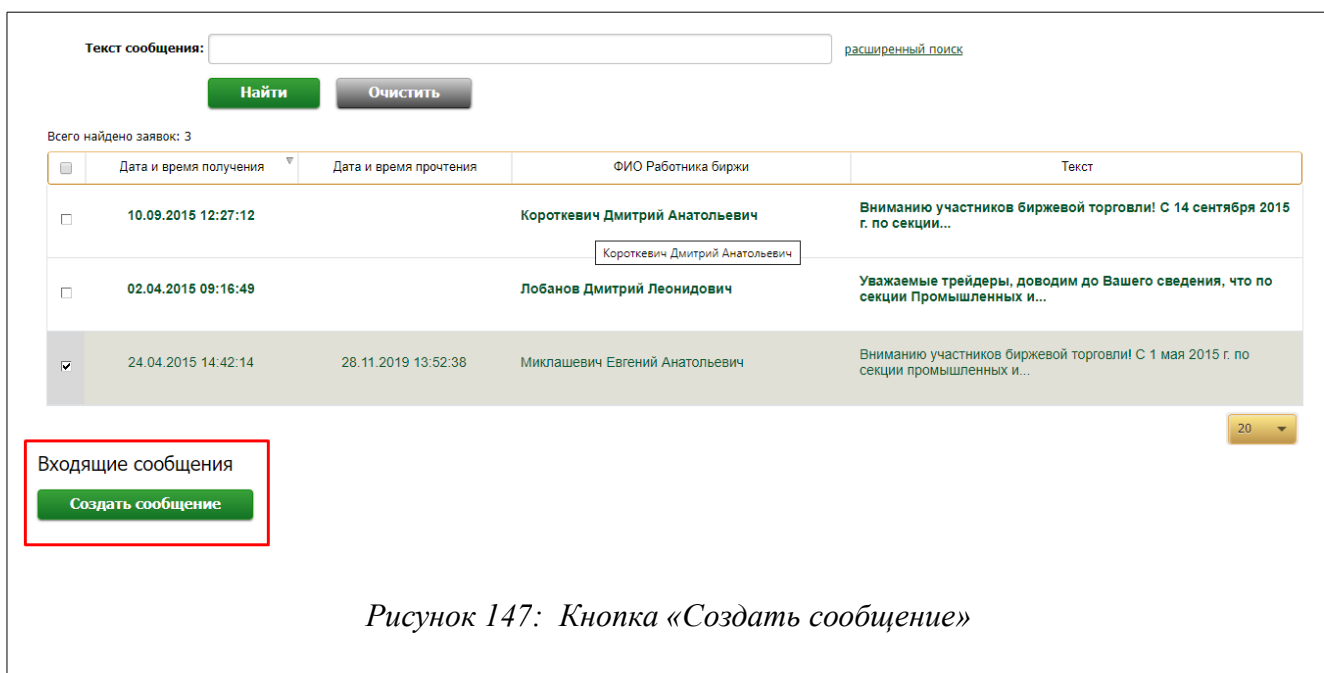 Текст сообщения: расширенный поиск
Найти Очистить
Всего найдено заявок: 3
Дата и время получения Дата и время прочтения ФИО Работника биржи Текст
10.09.2015 12:27:12 Короткевич Дмитрий Анатольевич Вниманию участников биржевой торговли! С 14 сентября 2015
г. по секции...
Короткевич Дмитрий Анатольевич
02.04.2015 09:16:49 Лобанов Дмитрий Леонидович Уважаемые трейдеры, доводим до Вашего сведения, что по
секции Промышленных и...
24.04.2015 14:42:14 28.11.2019 13:52:38 Миклашевич Евгений Анатольевич Вниманию участников биржевой торговли! С 1 мая 2015 г. по
секции промышленных и...
20
Входящие сообщения
Создать сообщение
Рисунок 147: Кнопка «Создать сообщение»